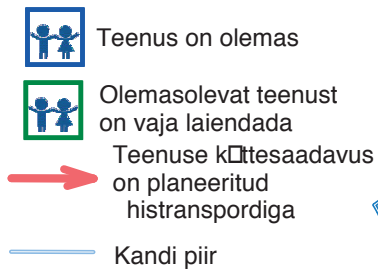 Teenus on olemas
Olemasolevat teenust
on vaja laiendada
Teenuse k□ttesaadavus
on planeeritud
histranspordiga
Kandi piir